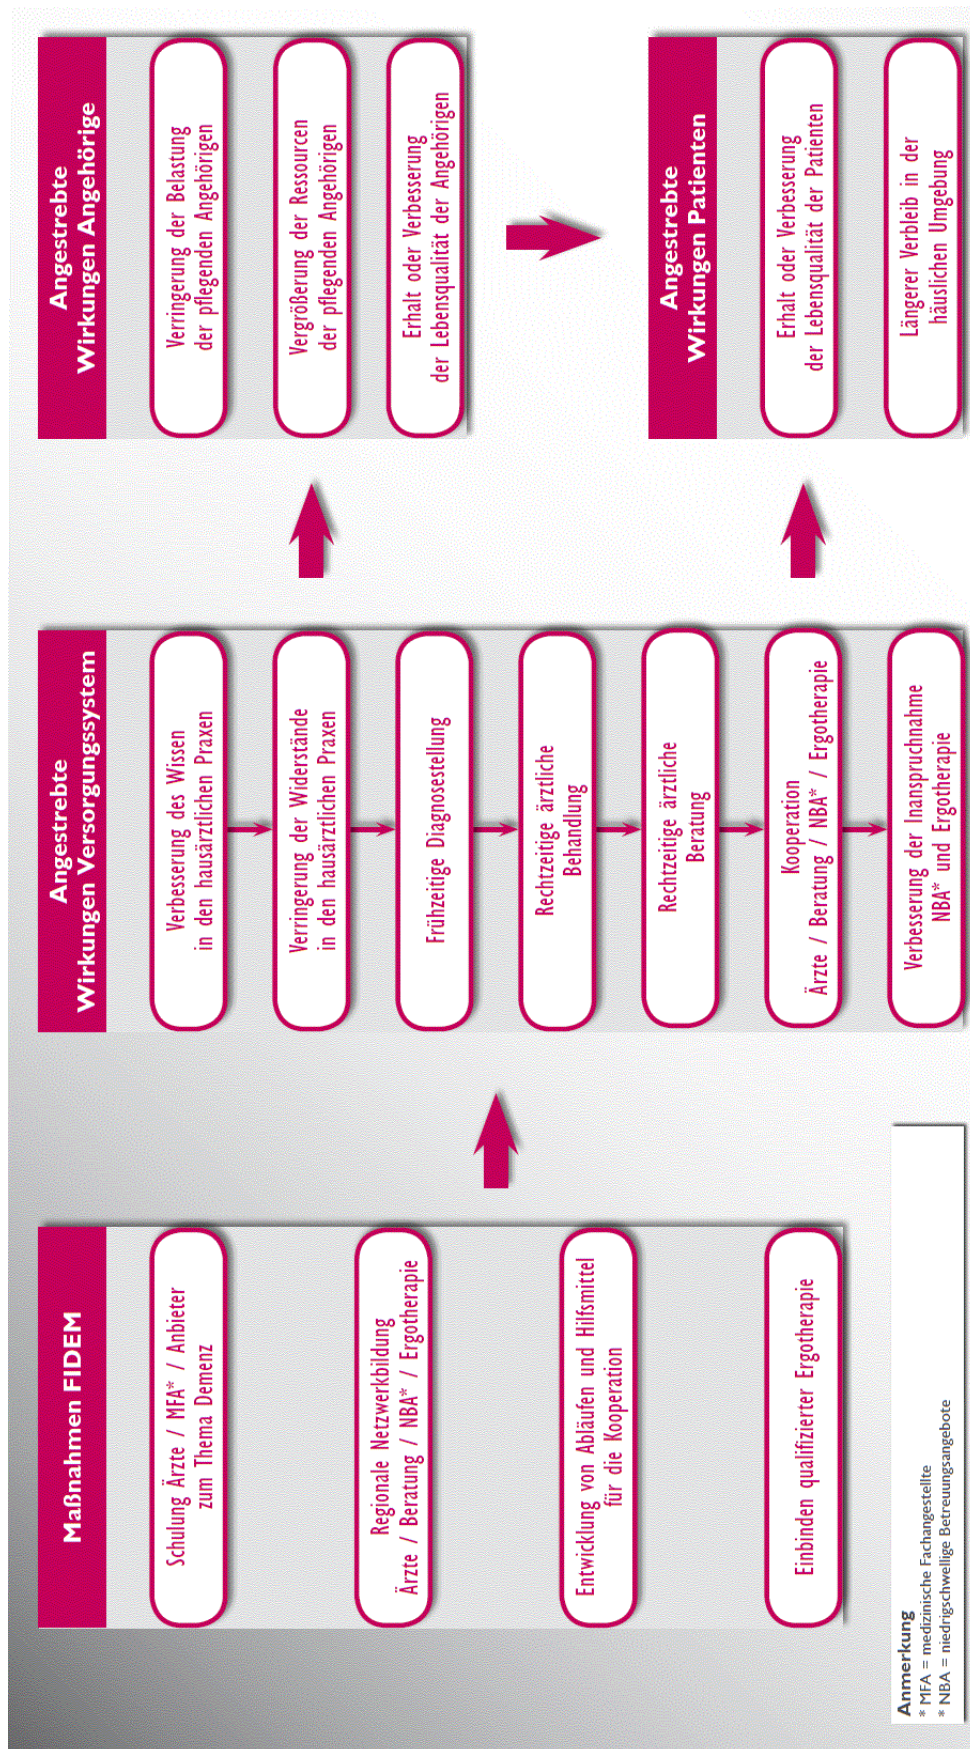 Maßnahmen FIDEM
Schulung Ärzte / MFA* / Anbieter
zum Thema Demenz
Regionale Netzwerkbildung
Ärzte / Beratung / NBA* / Ergotherapie
Entwicklung von Abläufen und Hilfsmittel
für die Kooperation
Einbinden qualifizierter Ergotherapie
Anmerkung
* MFA = medizinische Fachangestellte
* NBA = niedrigschwellige Betreuungsangebote
Angestrebte
Wirkungen Versorgungssystem
Verbesserung des Wissen
in den hausärztlichen Praxen
Verringerung der Widerstände
in den hausärztlichen Praxen
Frühzeitige Diagnosestellung
Rechtzeitige ärztliche
Behandlung
Rechtzeitige ärztliche
Beratung
Kooperation
Ärzte / Beratung / NBA* / Ergotherapie
Verbesserung der Inanspruchnahme
NBA* und Ergotherapie
Angestrebte
Wirkungen Angehörige
Verringerung der Belastung
der pflegenden Angehörigen
Vergrößerung der Ressourcen
der pflegenden Angehörigen
Erhalt oder Verbesserung
der Lebensqualität der Angehörigen
Angestrebte
Wirkungen Patienten
Erhalt oder Verbesserung
der Lebensqualität der Patienten
Längerer Verbleib in der
häuslichen Umgebung